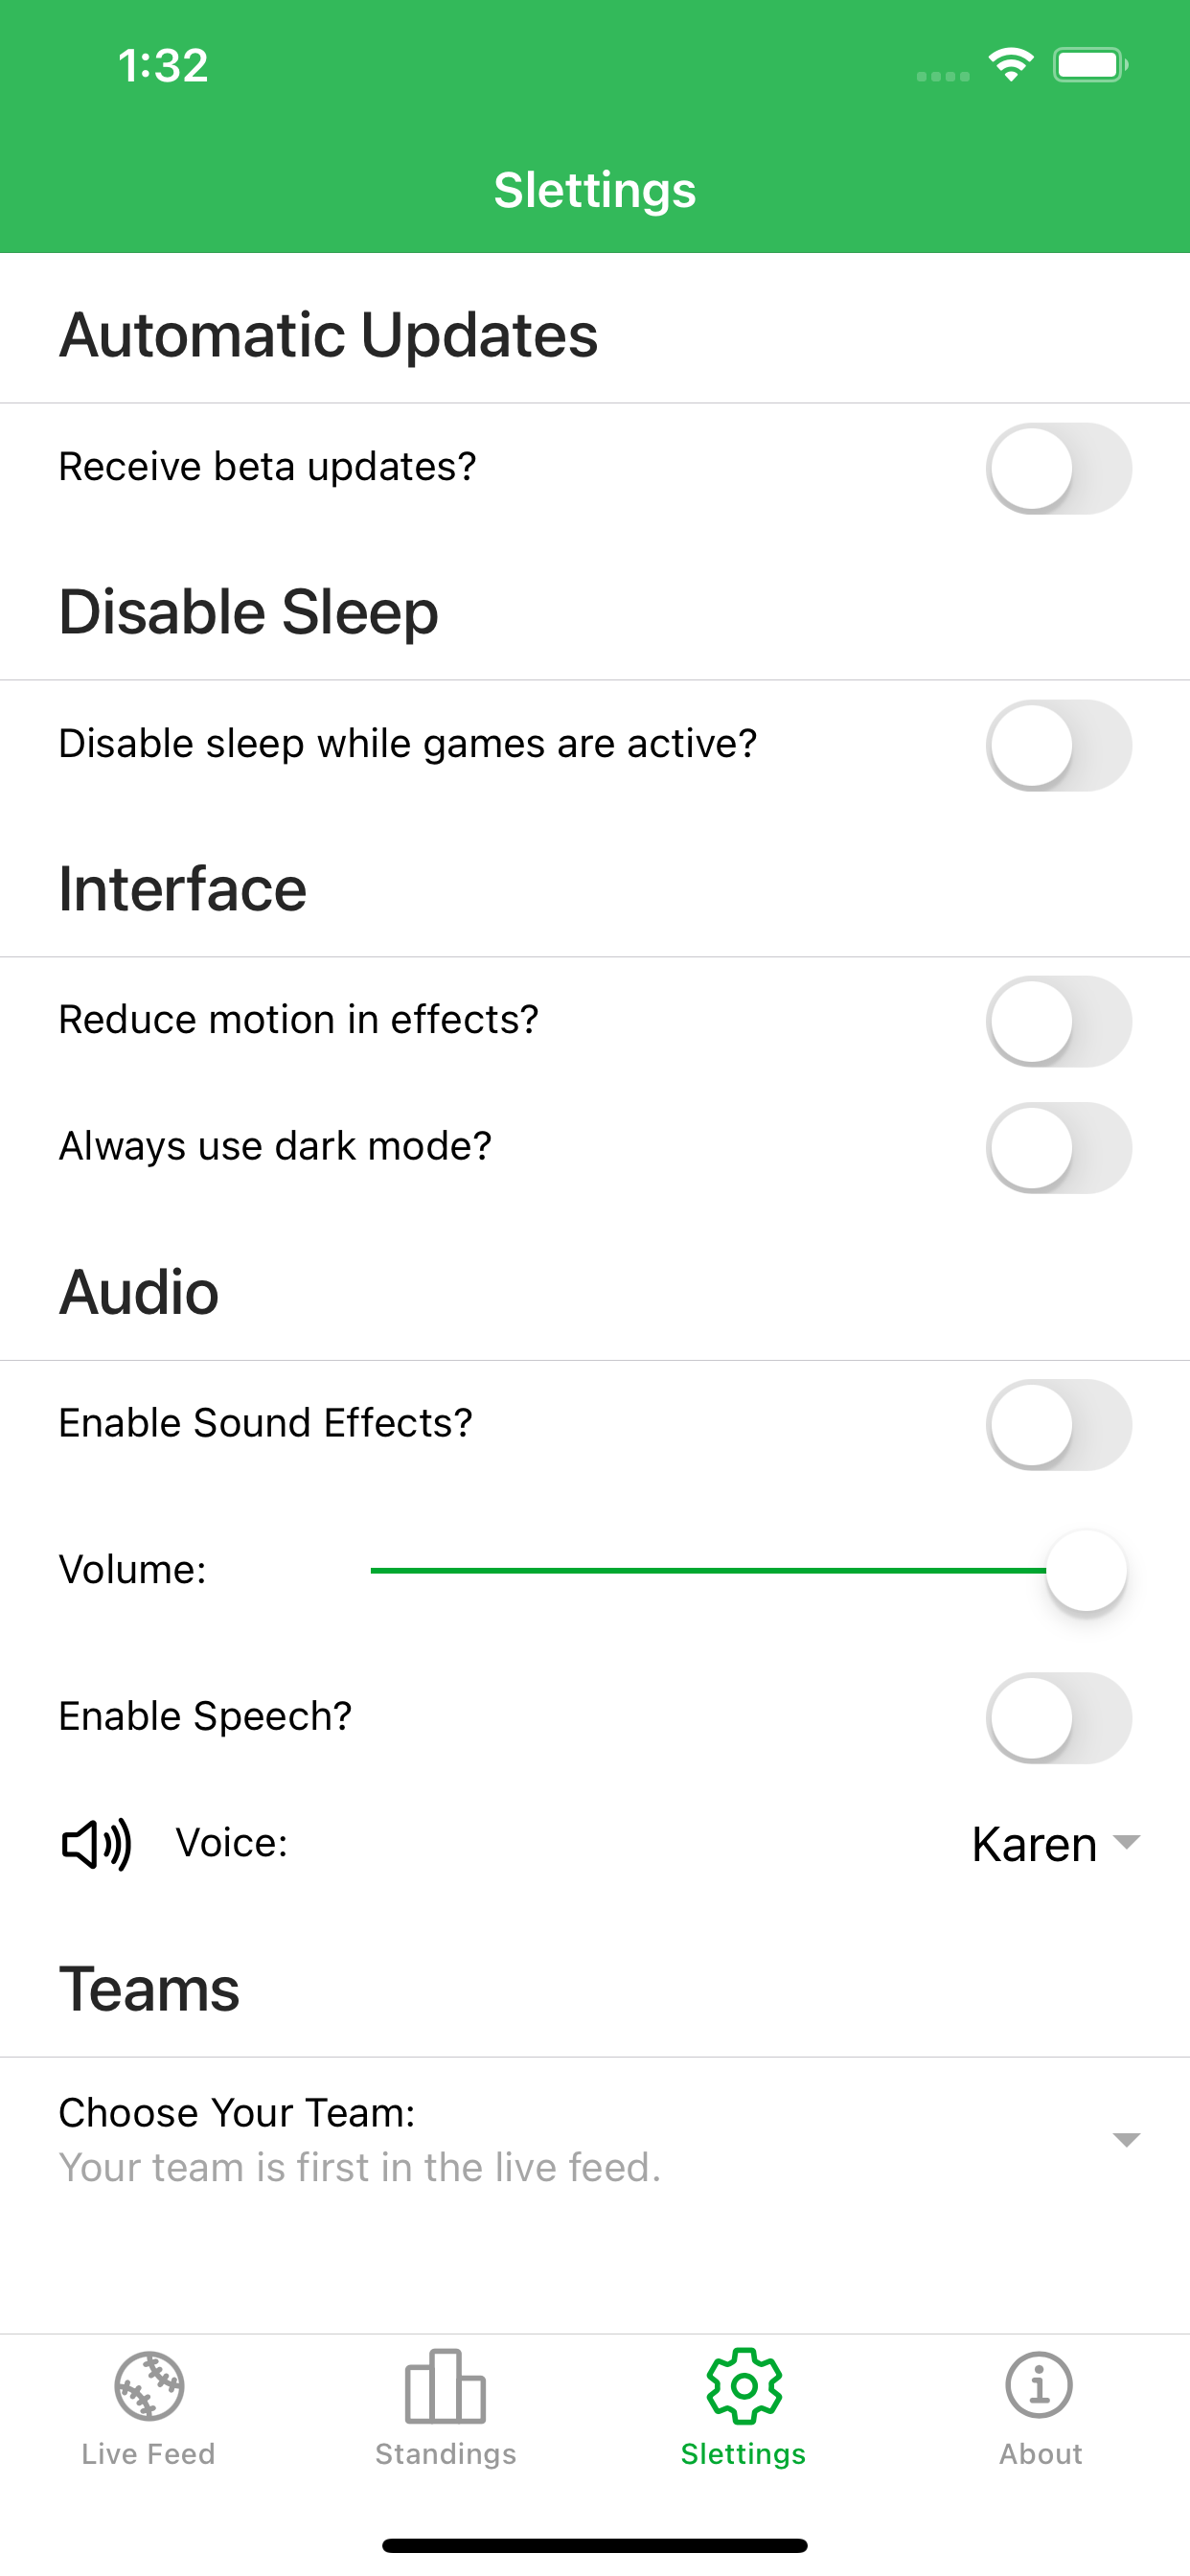 1:32
Slettings
Automatic Updates
Receive beta updates?
Disable Sleep
Disable sleep while games are active?
Interface
Reduce motion in effects?
Always use dark mode?
Audio
Enable Sound Effects?
Volume:
Enable Speech?
Voice: Karen
Teams
Choose Your Team:
Your team is first in the live feed.
Live Feed Standings Slettings About